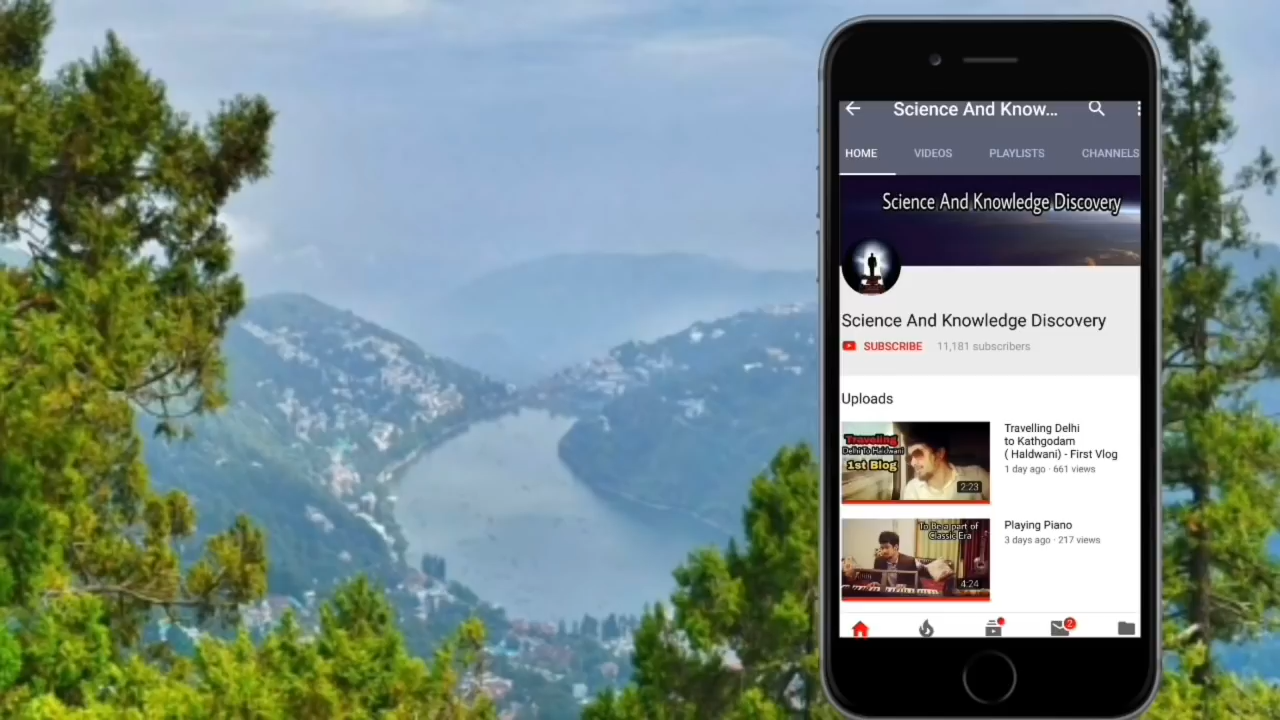 Science And Know...
HOME VIDEOS PLAYLISTS CHANNELS
Science And Knowledge Discovery
Science And Knowledge Discovery
SUBSCRIBE 11,181 subscribers
Uploads
Traveling
Delhi To Haldwani
1st Blog
2:23
Travelling Delhi
to Kathgodam
( Haldwani) - First Vlog
1 day ago · 661 views
To Be a part of
Classic Era
4:24
Playing Piano
3 days ago · 217 views
2